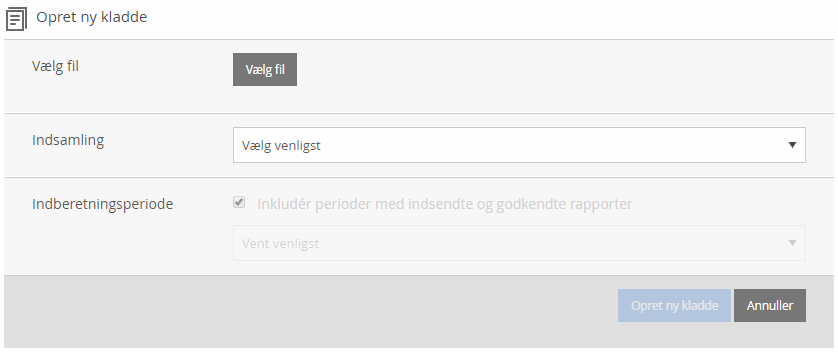 Opret ny kladde
Vælg fil
Vælg fil
Indsamling
Vælg venligst
Indberetningsperiode
Inkludér perioder med indsendte og godkendte rapporter
Vent venligst
Opret ny kladde
Annuller